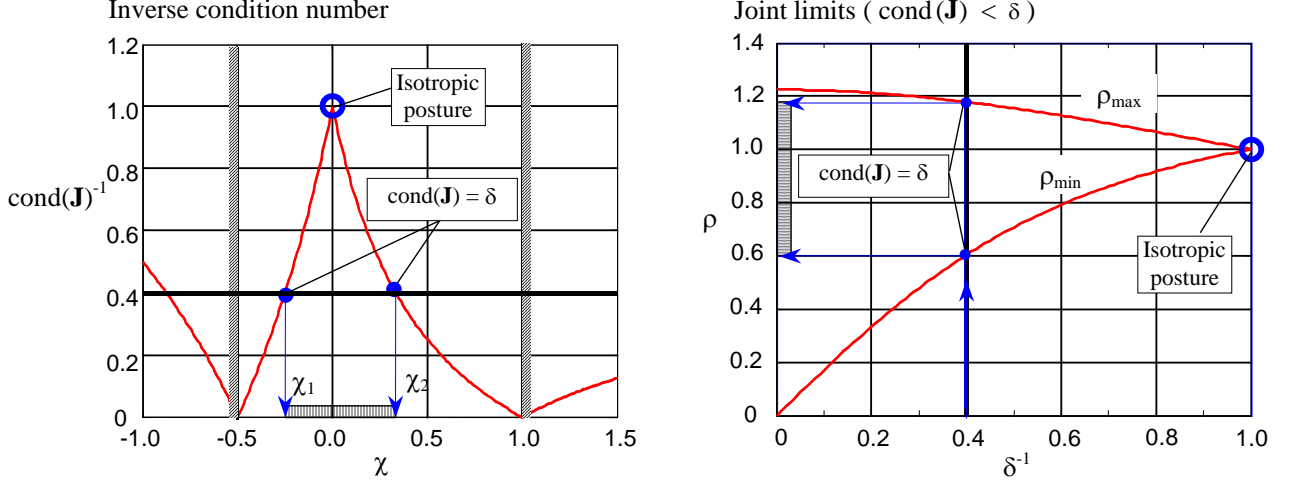 Inverse condition number
1.2
1.0
0.8
0.6
0.4
0.2
0
cond(J)-1
Isotropic
posture
cond(J) = δ
χ1
χ2
-1.0
-0.5
0.0
0.5
1.0
1.5
χ
Joint limits ( cond (J) < δ )
1.4
1.2
1.0
0.8
0.6
0.4
0.2
0
ρ
ρmax
cond(J) = δ
ρmin
Isotropic
posture
0
0.2
0.4
0.6
0.8
1.0
δ-1